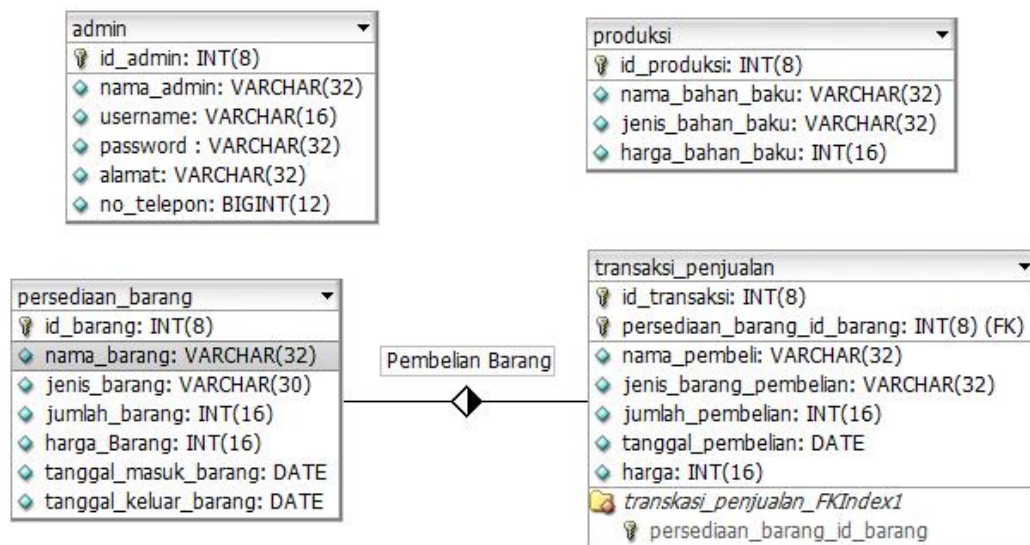 admin
id_admin: INT(8)
nama_admin: VARCHAR(32)
username: VARCHAR(16)
password : VARCHAR(32)
alamat: VARCHAR(32)
no_telepon: BIGINT(12)
produksi
id_produksi: INT(8)
nama_bahan_baku: VARCHAR(32)
jenis_bahan_baku: VARCHAR(32)
harga_bahan_baku: INT(16)
persediaan_barang
id_barang: INT(8)
nama_barang: VARCHAR(32)
jenis_barang: VARCHAR(30)
jumlah_barang: INT(16)
harga_Barang: INT(16)
tanggal_masuk_barang: DATE
tanggal_keluar_barang: DATE
Pembelian Barang
transaksi_penjualan
id_transaksi: INT(8)
persediaan_barang_id_barang: INT(8) (FK)
nama_pembeli: VARCHAR(32)
jenis_barang_pembelian: VARCHAR(32)
jumlah_pembelian: INT(16)
tanggal_pembelian: DATE
harga: INT(16)
transkasi_penjualan_FKIndex1
persediaan_barang_id_barang